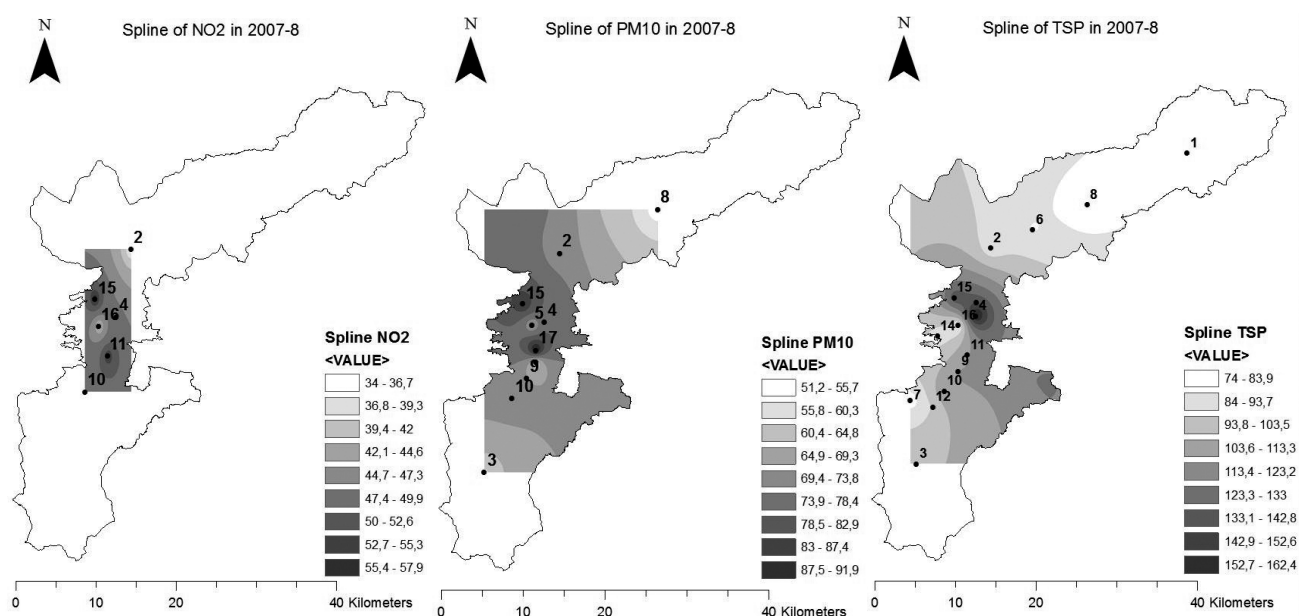 Spline of NO2 in 2007-8
N
2
15
4
16
11
10
Spline NO2
<VALUE>
34 - 36,7
36,8 - 39,3
39,4 - 42
42,1 - 44,6
44,7 - 47,3
47,4 - 49,9
50 - 52,6
52,7 - 55,3
55,4 - 57,9
0 10 20 40 Kilometers
Spline of PM10 in 2007-8
N
8
2
15
5
4
17
9
10
3
Spline PM10
<VALUE>
51,2 - 55,7
55,8 - 60,3
60,4 - 64,8
64,9 - 69,3
69,4 - 73,8
73,9 - 78,4
78,5 - 82,9
83 - 87,4
87,5 - 91,9
0 10 20 40 Kilometers
Spline of TSP in 2007-8
N
1
8
6
2
15
4
16
14
11
9
10
7
12
3
Spline TSP
<VALUE>
74 - 83,9
84 - 93,7
93,8 - 103,5
103,6 - 113,3
113,4 - 123,2
123,3 - 133
133,1 - 142,8
142,9 - 152,6
152,7 - 162,4
0 10 20 40 Kilometers